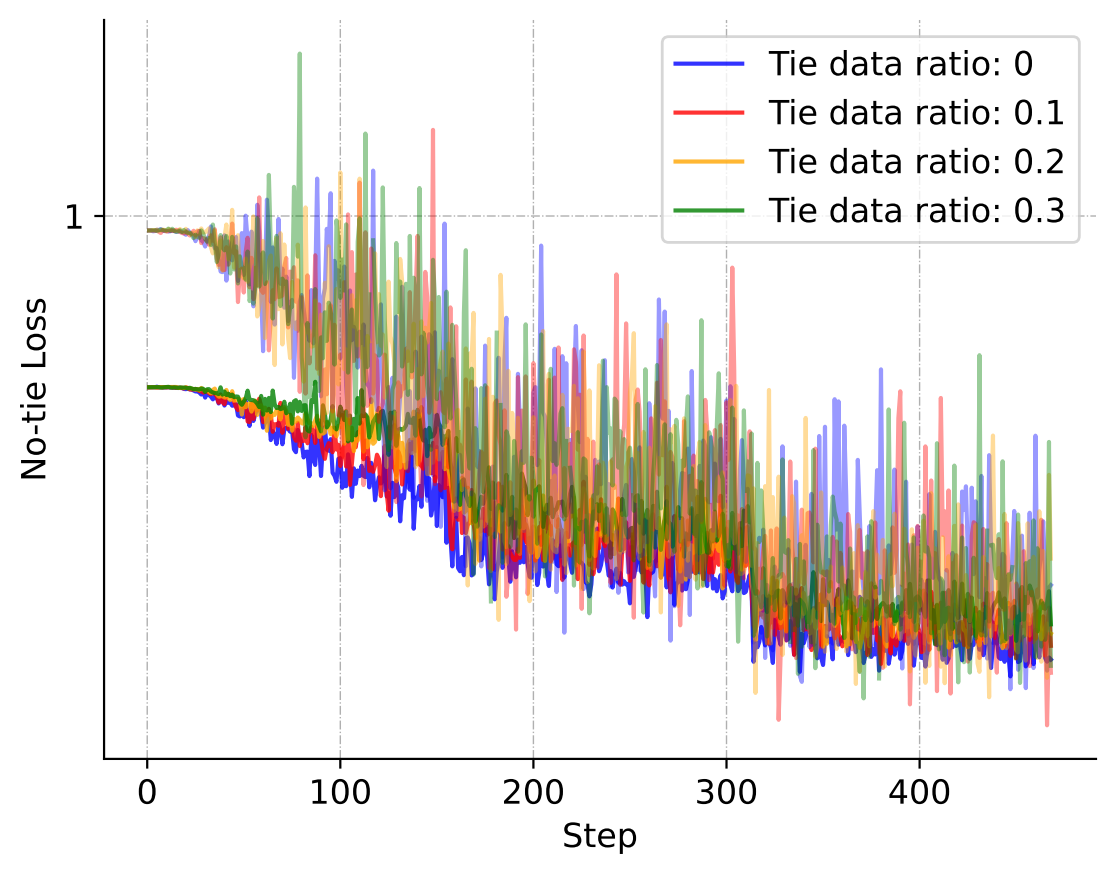 Tie data ratio: 0
Tie data ratio: 0.1
Tie data ratio: 0.2
Tie data ratio: 0.3
1
No-tie Loss
0 100 200 300 400
Step